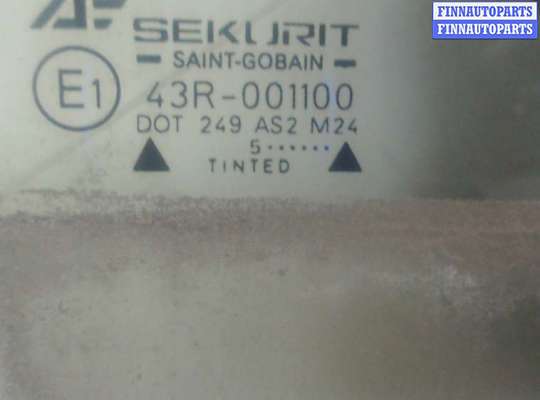 FINNAUTOPARTS
FINNAUTOPARTS
SEKURIT
SAINT-GOBAIN
E1
43R-001100
DOT 249 AS2 M24
5······
TINTED